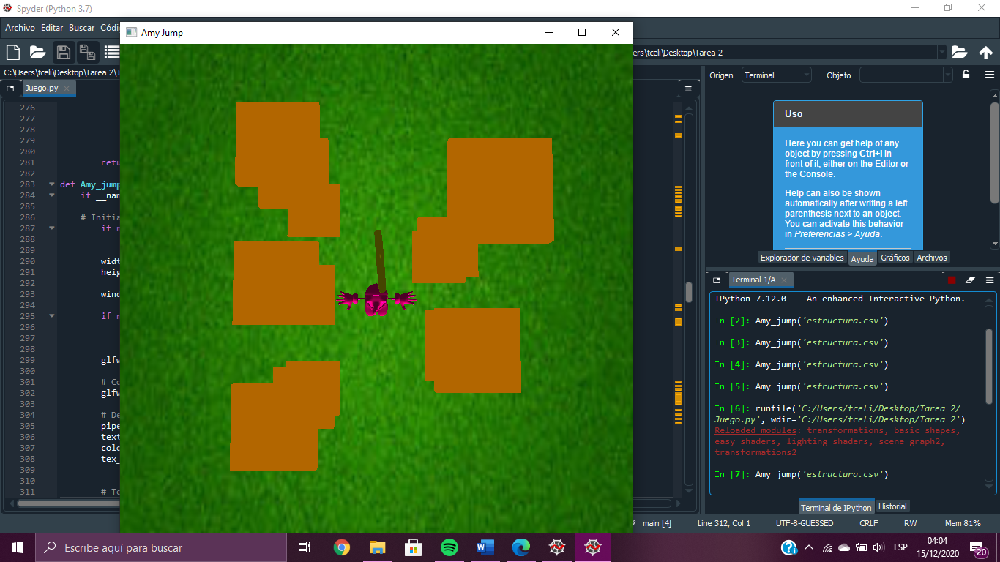 Spyder (Python 3.7)
Archivo Editar Buscar Códi
Amy Jump
ers\tceli\Desktop\Tarea 2
C:\Users\tceli\Desktop\Tarea 2\J
Juego.py
276
277
278
279
280
281 retu
282
283 def Amy_jump
284 if __nam
285
286 # Initia
287 if n
288
289
290 widt
291 heig
292
293 wind
294
295 if n
296
297
298
299 glfw
300
301 # Co
302 glfw
303
304 # De
305 pipe
306 text
307 colo
308 tex_
309
310
311 # Te
Origen Terminal Objeto
Uso
Here you can get help of any
object by pressing Ctrl+I in
front of it, either on the Editor or
the Console.
Help can also be shown
automatically after writing a left
parenthesis next to an object.
You can activate this behavior
in Preferencias > Ayuda.
Explorador de variables Ayuda Gráficos Archivos
Terminal 1/A
IPython 7.12.0 -- An enhanced Interactive Python.
In [2]: Amy_jump('estructura.csv')
In [3]: Amy_jump('estructura.csv')
In [4]: Amy_jump('estructura.csv')
In [5]: Amy_jump('estructura.csv')
In [6]: runfile('C:/Users/tceli/Desktop/Tarea 2/
Juego.py', wdir='C:/Users/tceli/Desktop/Tarea 2')
Reloaded modules: transformations, basic_shapes,
easy_shaders, lighting_shaders, scene_graph2,
transformations2
In [7]: Amy_jump('estructura.csv')
Terminal de IPython Historial
main [4] Line 312, Col 1 UTF-8-GUESSED CRLF RW Mem 81%
Escribe aquí para buscar
ESP
04:04
15/12/2020
20